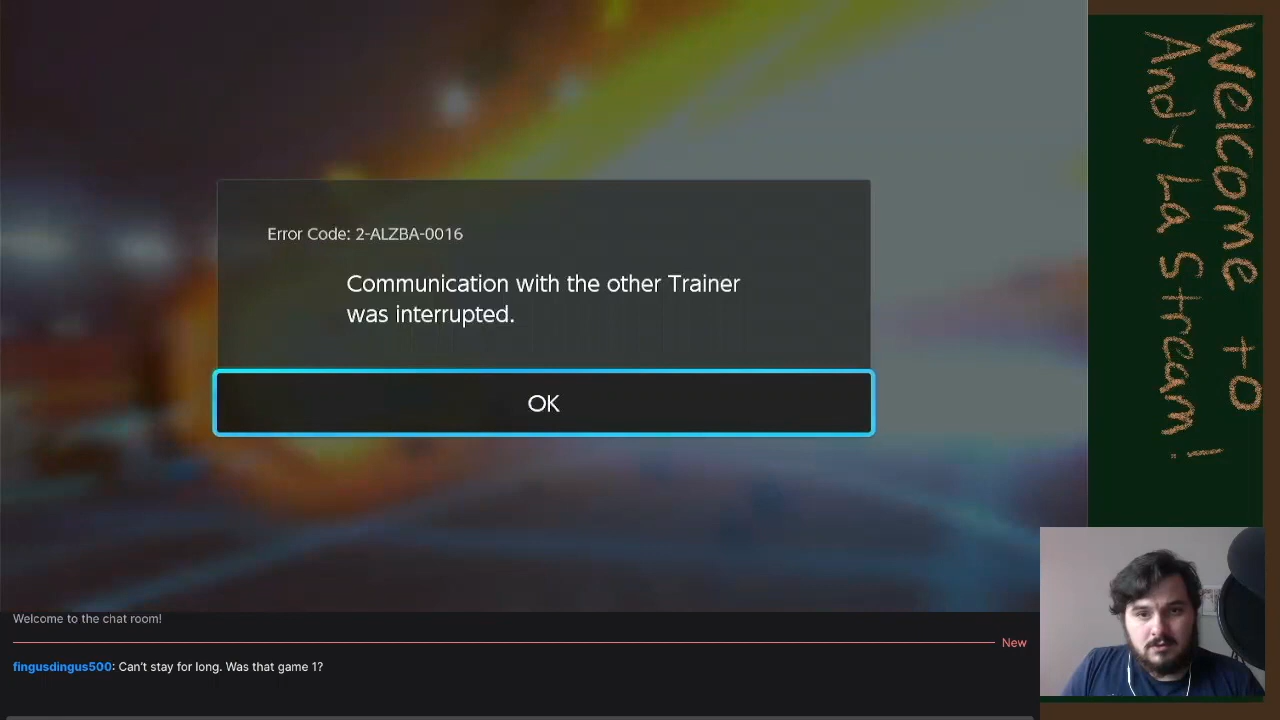 Error Code: 2-ALZBA-0016
Communication with the other Trainer
was interrupted.
OK
Welcome to
Andy La Stream!
Welcome to the chat room!
New
fingusdingus500: Can't stay for long. Was that game 1?